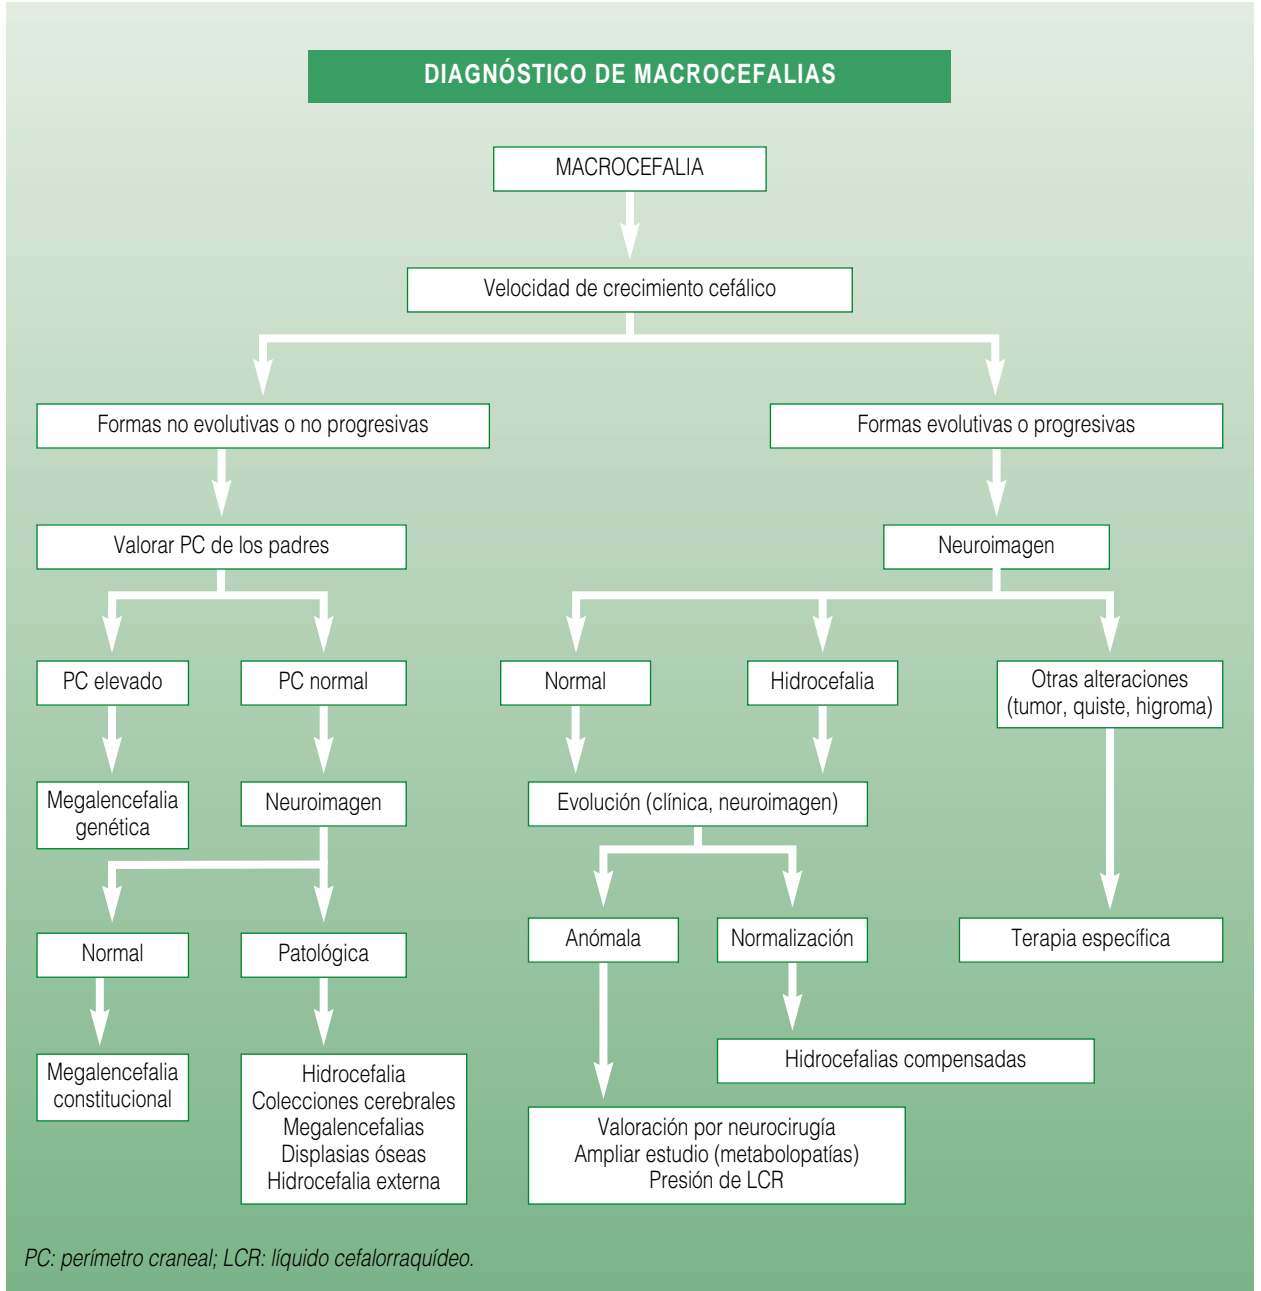 DIAGNÓSTICO DE MACROCEFALIAS
MACROCEFALIA
Velocidad de crecimiento cefálico
Formas no evolutivas o no progresivas
Formas evolutivas o progresivas
Valorar PC de los padres
Neuroimagen
PC elevado
PC normal
Normal
Hidrocefalia
Otras alteraciones
(tumor, quiste, higroma)
Megalencefalia
genética
Neuroimagen
Evolución (clínica, neuroimagen)
Normal
Patológica
Anómala
Normalización
Terapia específica
Megalencefalia
constitucional
Hidrocefalia
Colecciones cerebrales
Megalencefalias
Displasias óseas
Hidrocefalia externa
Hidrocefalias compensadas
Valoración por neurocirugía
Ampliar estudio (metabolopatías)
Presión de LCR
PC: perímetro craneal; LCR: líquido cefalorraquídeo.